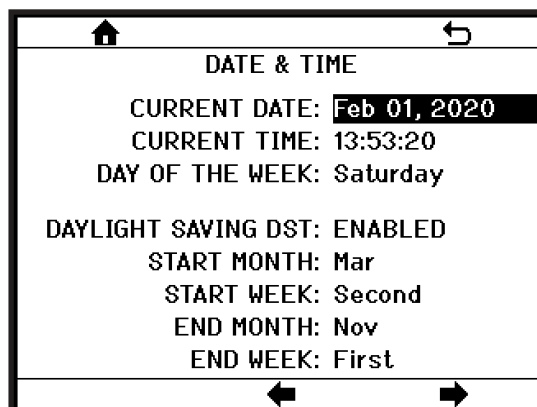 DATE & TIME
CURRENT DATE: Feb 01, 2020
CURRENT TIME: 13:53:20
DAY OF THE WEEK: Saturday
DAYLIGHT SAVING DST: ENABLED
START MONTH: Mar
START WEEK: Second
END MONTH: Nov
END WEEK: First